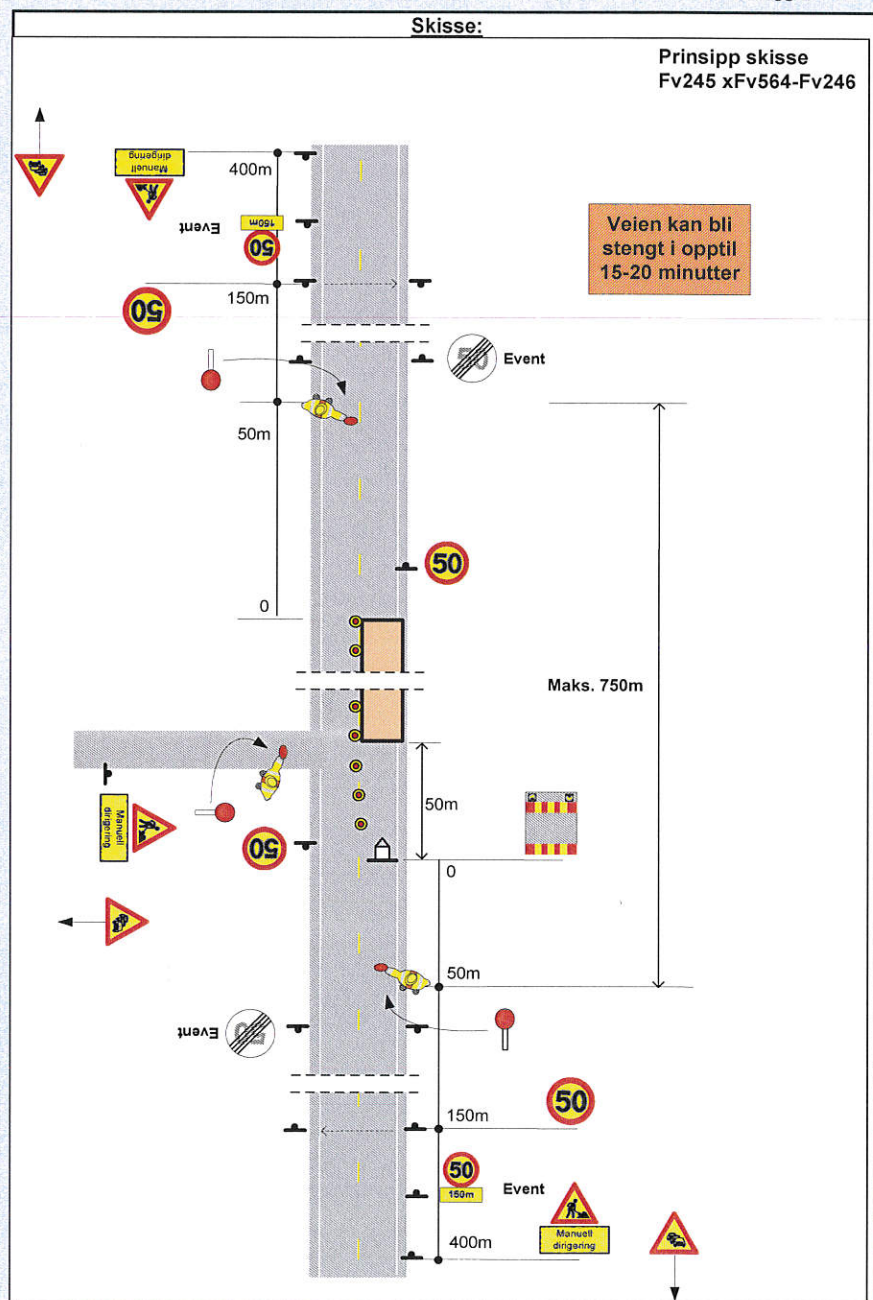 Skisse:
Prinsipp skisse
Fv245 xFv564-Fv246
400m
Manuell
dirigering
Event
150m
50
Veien kan bli
stengt i opptil
15-20 minutter
150m
50
50
Event
50m
50
0
Maks. 750m
50m
Manuell
dirigering
50
0
50m
Event
50
150m
50
50
150m
Event
Manuell
dirigering
400m